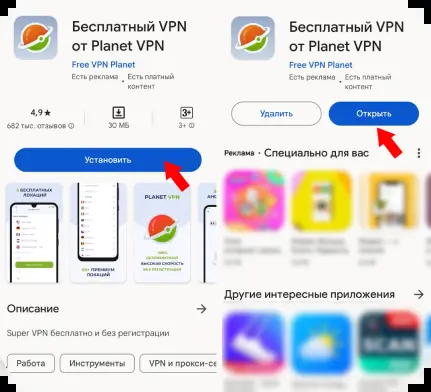 Бесплатный VPN
от Planet VPN
Free VPN Planet
Есть реклама • Есть платный
контент
4,9★
682 тыс. отзывов
30 МБ
3+
3+
Установить
БЕСПЛАТНЫХ
ЛОКАЦИЙ
60+ ПРЕМИУМ
ЛОКАЦИЙ
PLANET VPN
ВЫСОКАЯ СКОРОСТЬ
БЕЗ РЕГИСТРАЦИИ
Описание
Super VPN бесплатно и без регистрации
Работа
Инструменты
VPN и прокси-се
Бесплатный VPN
от Planet VPN
Free VPN Planet
Есть реклама • Есть платный
контент
Удалить
Открыть
Реклама • Специально для вас
Другие интересные приложения
SCAN